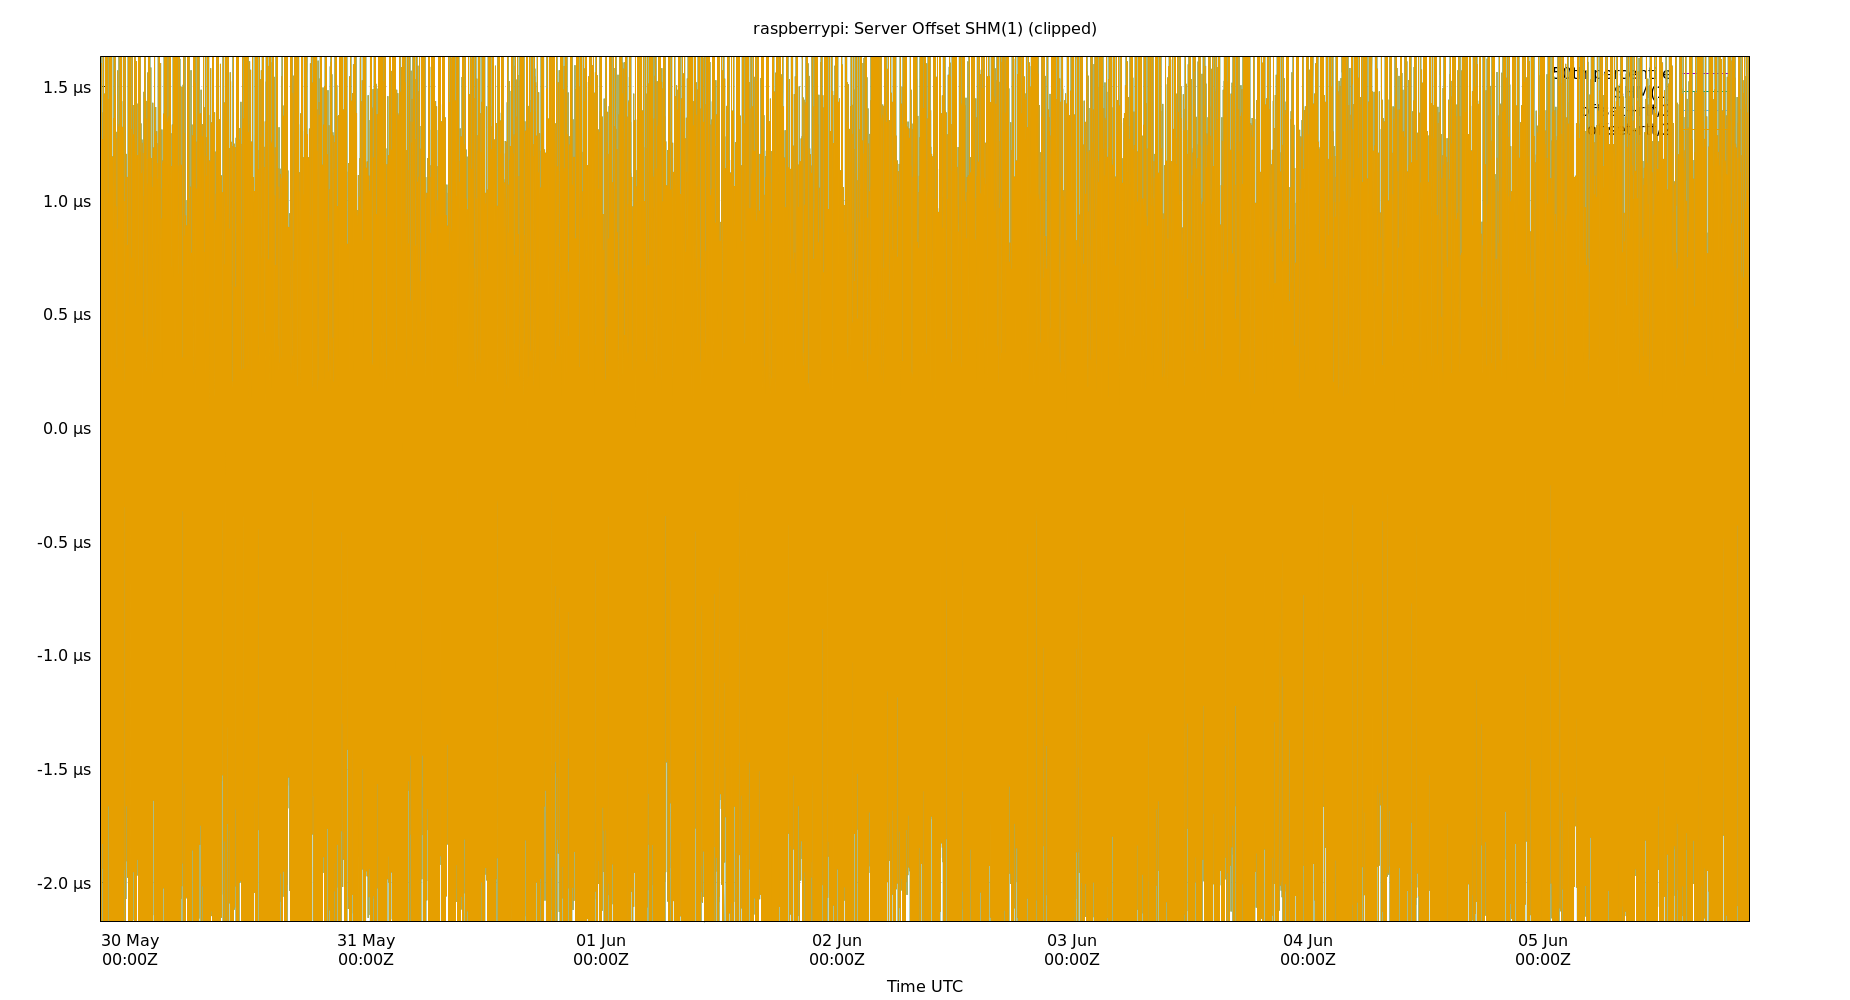 raspberrypi: Server Offset SHM(1) (clipped)
1.5 µs
1.0 µs
0.5 µs
0.0 µs
-0.5 µs
-1.0 µs
-1.5 µs
-2.0 µs
30 May
00:00Z
31 May
00:00Z
01 Jun
00:00Z
02 Jun
00:00Z
03 Jun
00:00Z
04 Jun
00:00Z
05 Jun
00:00Z
Time UTC